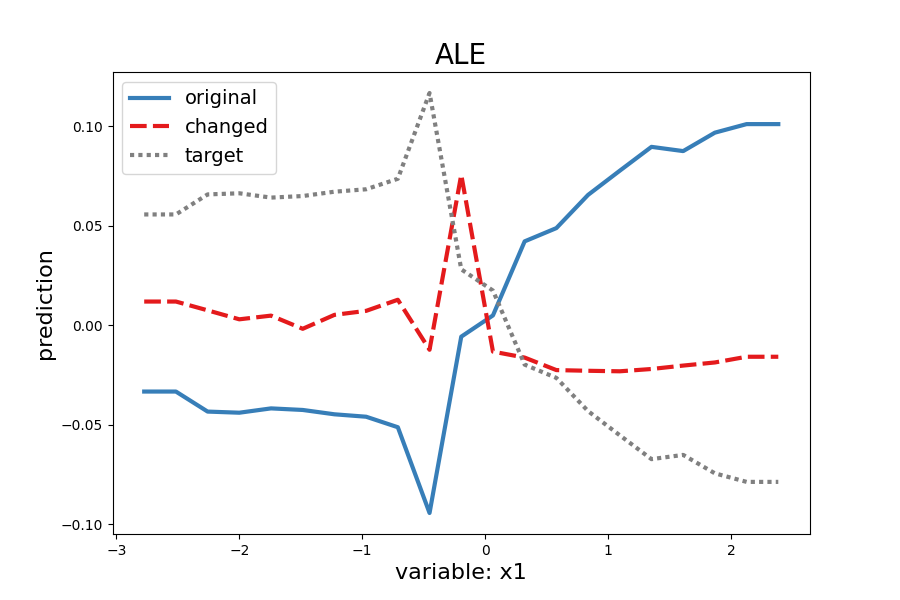 ALE
original
changed
target
prediction
0.10
0.05
0.00
−0.05
−0.10
−3
−2
−1
0
1
2
variable: x1